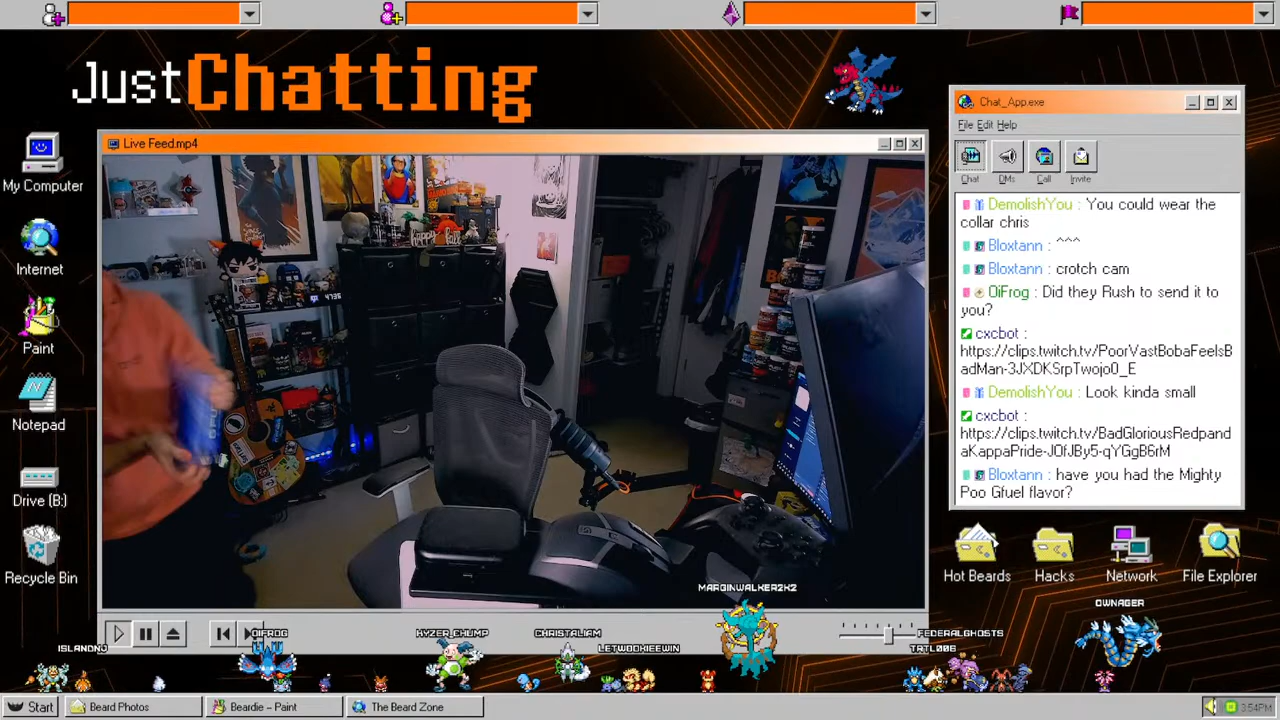 Just Chatting
Live Feed.mp4
Chat_App.exe
File Edit Help
Chat DMs Call Invite
DemolishYou : You could wear the
collar chris
Bloxtann : ^^^
Bloxtann : crotch cam
OiFrog : Did they Rush to send it to
you?
cxcbot :
https://clips.twitch.tv/PoorVastBobaFeelsB
adMan-3JXDKSrpTwojo0_E
DemolishYou : Look kinda small
cxcbot :
https://clips.twitch.tv/BadGloriousRedpand
aKappaPride-JOfJBy5-qYGgB6rM
Bloxtann : have you had the Mighty
Poo Gfuel flavor?
My Computer
Internet
Paint
Notepad
Drive (B:)
Recycle Bin
Hot Beards
Hacks
Network
File Explorer
MARGINWALKER2K2
OWNAGER
OIFROG
HYZER_CHUMP
CHRISTALIAM
FEDERALGHOSTS
ISLANDNJ
LETWOOKIEEWIN
TRTL006
Start
Beard Photos
Beardie - Paint
The Beard Zone
3:54PM